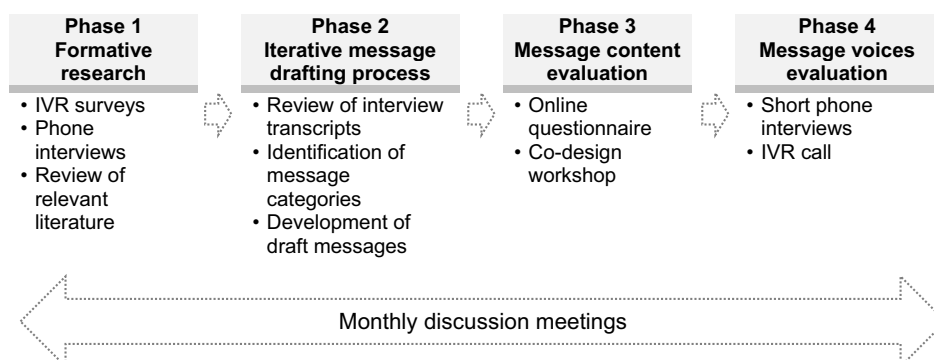 Phase 1
Formative
research
• IVR surveys
• Phone
interviews
• Review of
relevant
literature
Phase 2
Iterative message
drafting process
• Review of interview
transcripts
• Identification of
message
categories
• Development of
draft messages
Phase 3
Message content
evaluation
• Online
questionnaire
• Co-design
workshop
Phase 4
Message voices
evaluation
• Short phone
interviews
• IVR call
Monthly discussion meetings